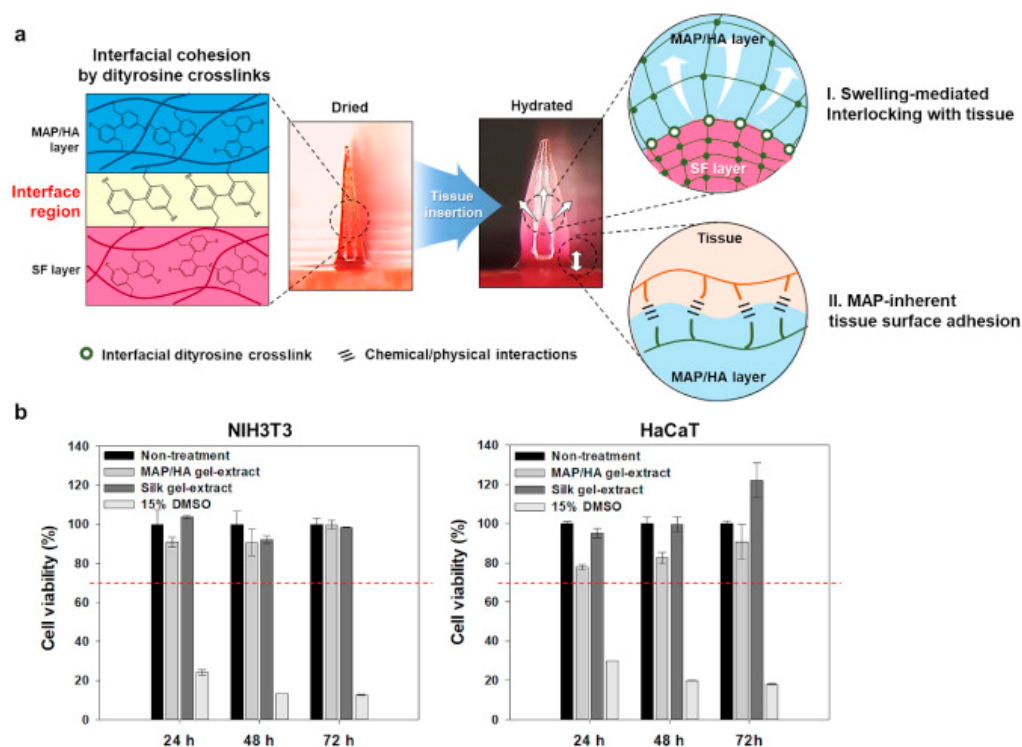 a
Interfacial cohesion
by dityrosine crosslinks
MAP/HA
layer
Interface
region
SF layer
Dried
Tissue
insertion
Hydrated
MAP/HA layer
SF layer
I. Swelling-mediated
Interlocking with tissue
Tissue
MAP/HA layer
II. MAP-inherent
tissue surface adhesion
Interfacial dityrosine crosslink
Chemical/physical interactions
b
NIH3T3
Cell viability (%)
140
120
100
80
60
40
20
0
Non-treatment
MAP/HA gel-extract
Silk gel-extract
15% DMSO
24 h
48 h
72 h
HaCaT
Cell viability (%)
140
120
100
80
60
40
20
0
Non-treatment
MAP/HA gel-extract
Silk gel-extract
15% DMSO
24 h
48 h
72 h